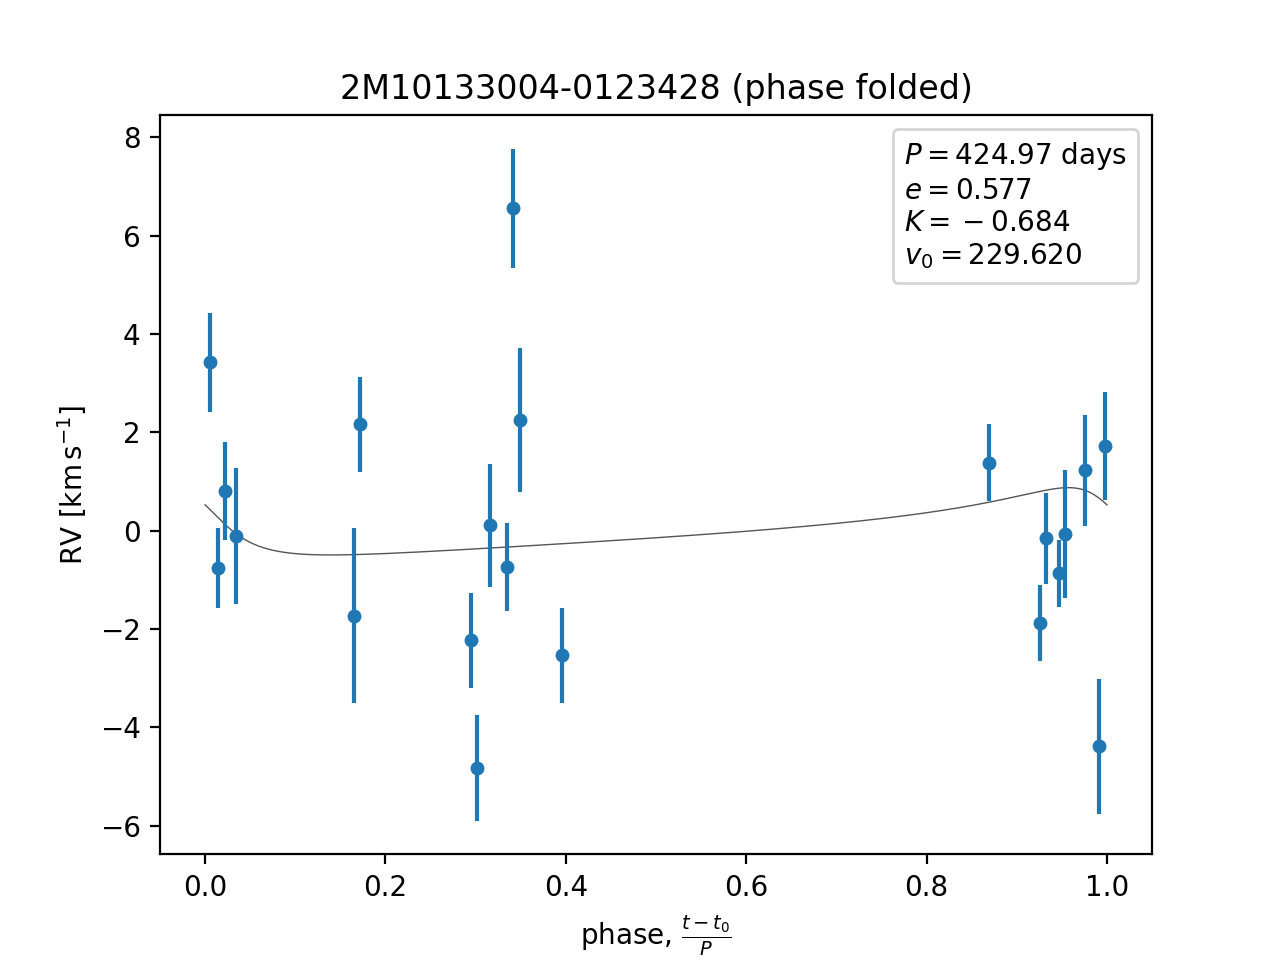 2M10133004-0123428 (phase folded)
P = 424.97 days
e = 0.577
K = −0.684
v₀ = 229.620
8
6
4
2
0
−2
−4
−6
RV [km s⁻¹]
0.0 0.2 0.4 0.6 0.8 1.0
phase, (t − t₀)/P